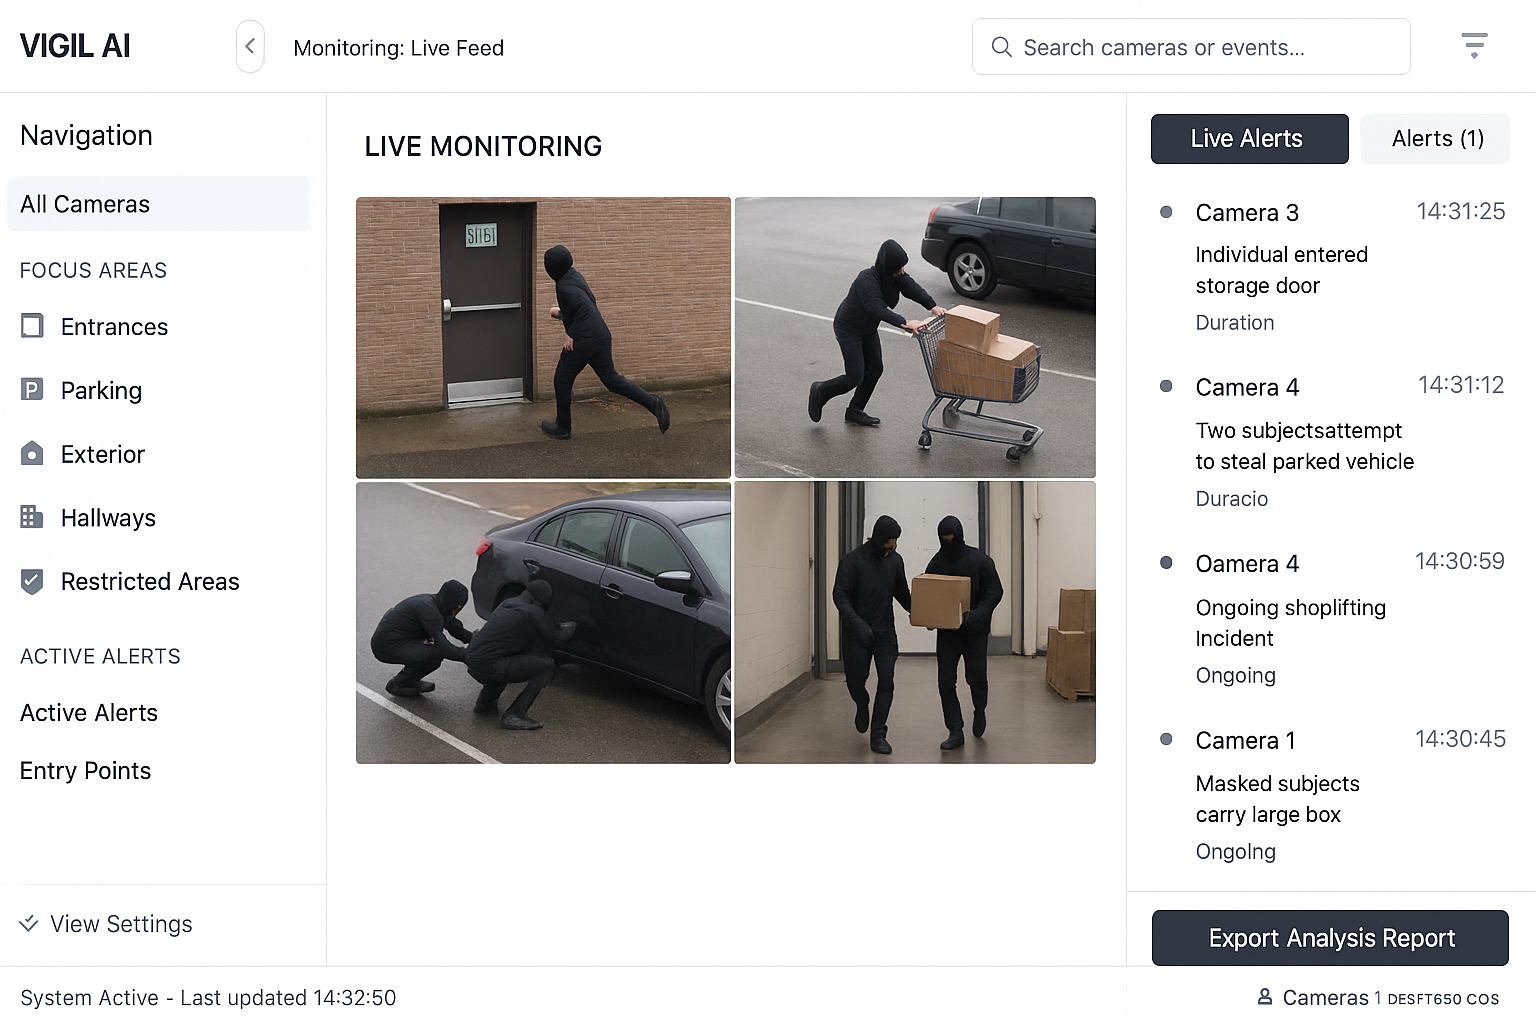 VIGIL AI
Monitoring: Live Feed
Search cameras or events...
Navigation
All Cameras
FOCUS AREAS
Entrances
P Parking
Exterior
Hallways
Restricted Areas
ACTIVE ALERTS
Active Alerts
Entry Points
View Settings
LIVE MONITORING
Live Alerts
Alerts (1)
Camera 3 14:31:25
Individual entered
storage door
Duration
Camera 4 14:31:12
Two subjectsattempt
to steal parked vehicle
Duracio
Oamera 4 14:30:59
Ongoing shoplifting
Incident
Ongoing
Camera 1 14:30:45
Masked subjects
carry large box
Ongolng
Export Analysis Report
System Active - Last updated 14:32:50
Cameras 1 DESFT650 COS